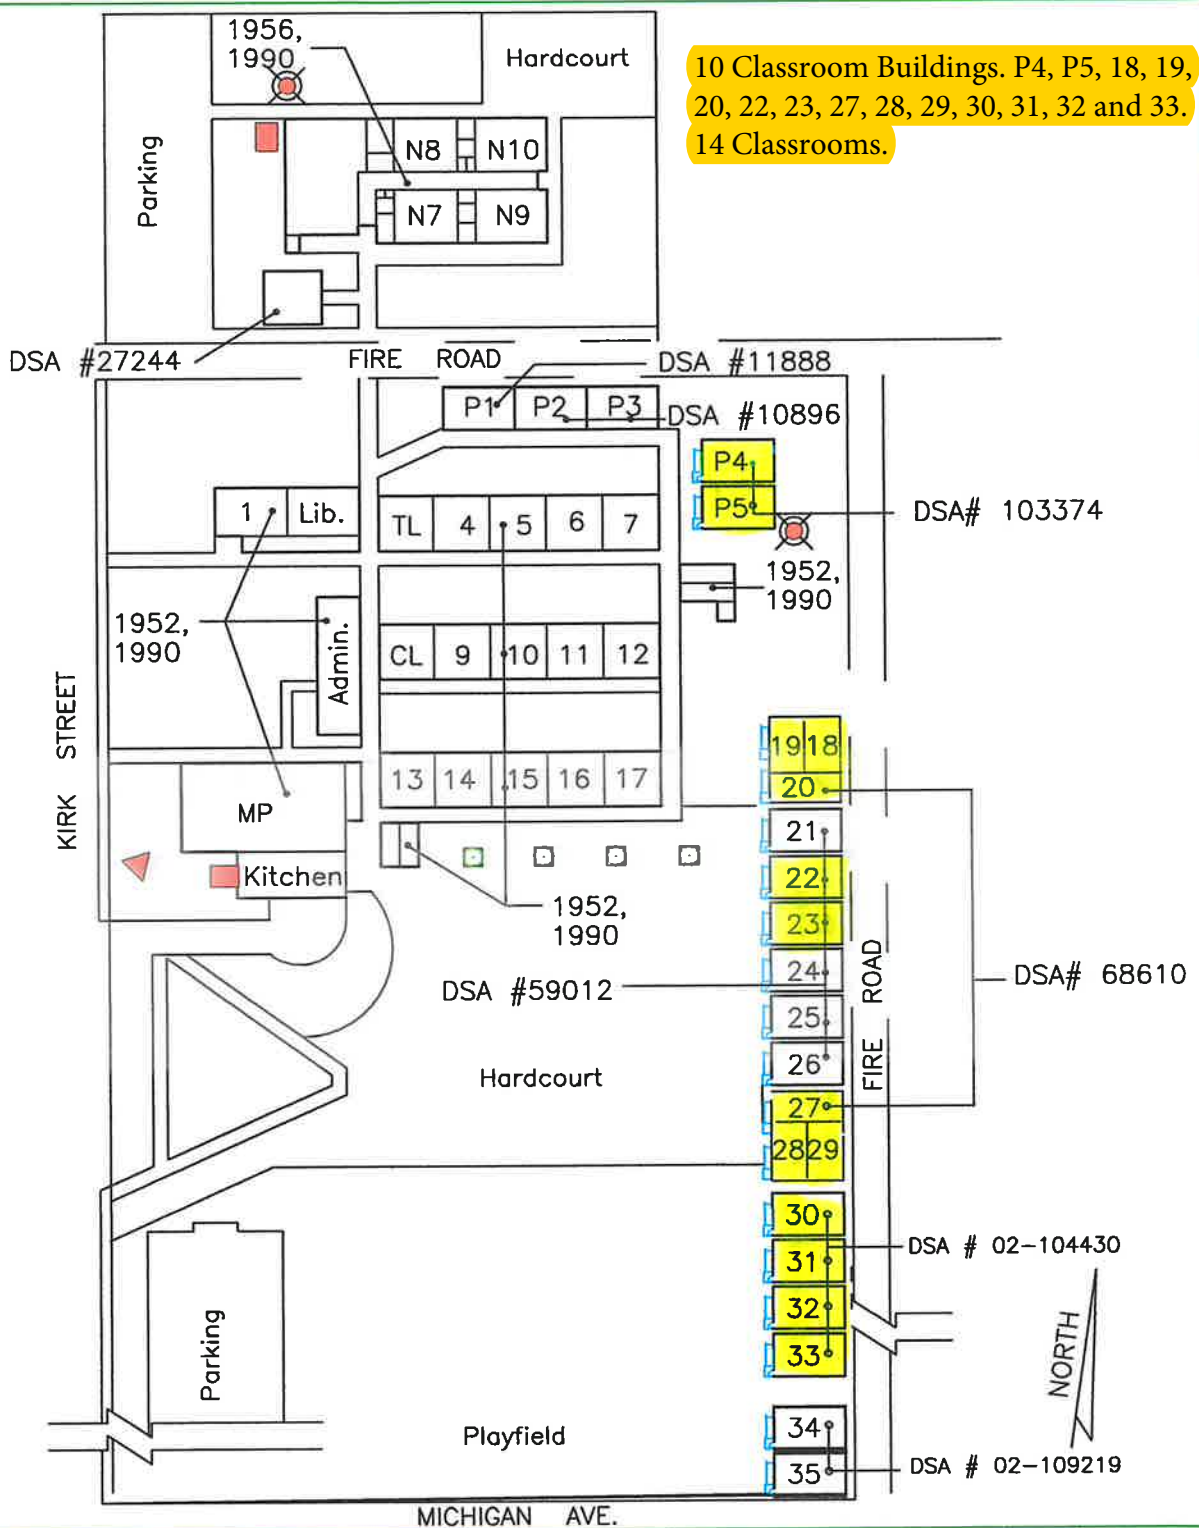 1956,
1990
Hardcourt
10 Classroom Buildings. P4, P5, 18, 19,
20, 22, 23, 27, 28, 29, 30, 31, 32 and 33.
14 Classrooms.
Parking
N8
N10
N7
N9
DSA #27244
FIRE ROAD
DSA #11888
P1
P2
P3
DSA #10896
P4
P5
DSA# 103374
1
Lib.
TL
4
5
6
7
1952,
1990
1952,
1990
Admin.
CL
9
10
11
12
KIRK STREET
19
18
20
13
14
15
16
17
MP
21
Kitchen
22
1952,
1990
23
FIRE ROAD
24
DSA #59012
DSA# 68610
25
26
Hardcourt
27
28
29
30
DSA # 02-104430
31
32
33
NORTH
Parking
34
Playfield
35
DSA # 02-109219
MICHIGAN AVE.